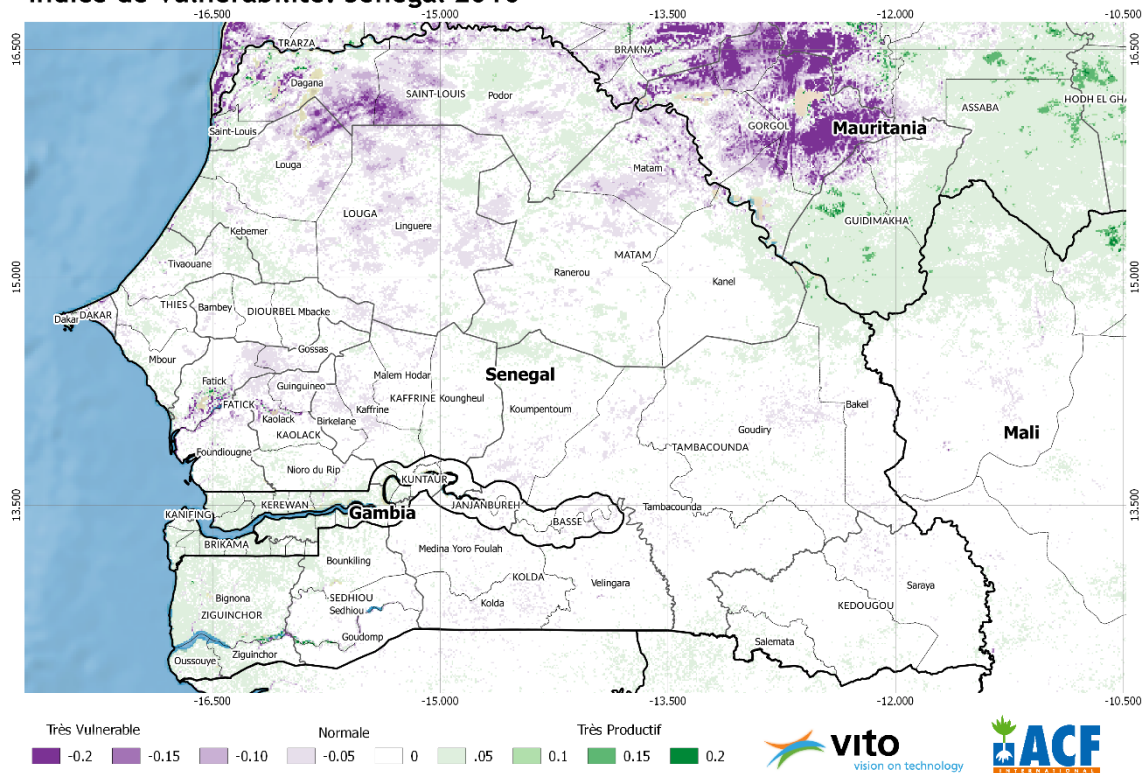 Indice de Vulnerabilité: Senegal 2016
-16.500 -15.000 -13.500 -12.000 -10.500
16.500 16.500
TRARZA
BRAKNA
Dagana
SAINT-LOUIS
Podor
ASSABA
HODH EL GHA
Saint-Louis
GORGOL
Mauritania
Louga
Matam
LOUGA
Linguere
GUIDIMAKHA
Kebemer
MATAM
Tivaouane
Ranerou
Kanel
15.000 15.000
THIES
Bambey
DIOURBEL
Mbacke
Dakar
DAKAR
Gossas
Mbour
Senegal
Fatick
Guinguineo
Malem Hodar
FATICK
KAFFRINE
Koungheul
Koumpentoum
Bakel
Kaffrine
Kaolack
Birkelane
Goudiry
Mali
KAOLACK
TAMBACOUNDA
Foundiougne
Nioro du Rip
KUNTAUR
13.500 13.500
KEREWAN
JANJANBUREH
Tambacounda
KANIFING
Gambia
BASSE
BRIKAMA
Medina Yoro Foulah
Bounkiling
KOLDA
Velingara
Saraya
Bignona
SEDHIOU
Kolda
KEDOUGOU
ZIGUINCHOR
Sedhiou
Goudomp
Salemata
Oussouye
Ziguinchor
-16.500 -15.000 -13.500 -12.000 -10.500
Très Vulnerable Normale Très Productif
-0.2 -0.15 -0.10 -0.05 0 .05 0.1 0.15 0.2
vito
vision on technology
ACF
INTERNATIONAL